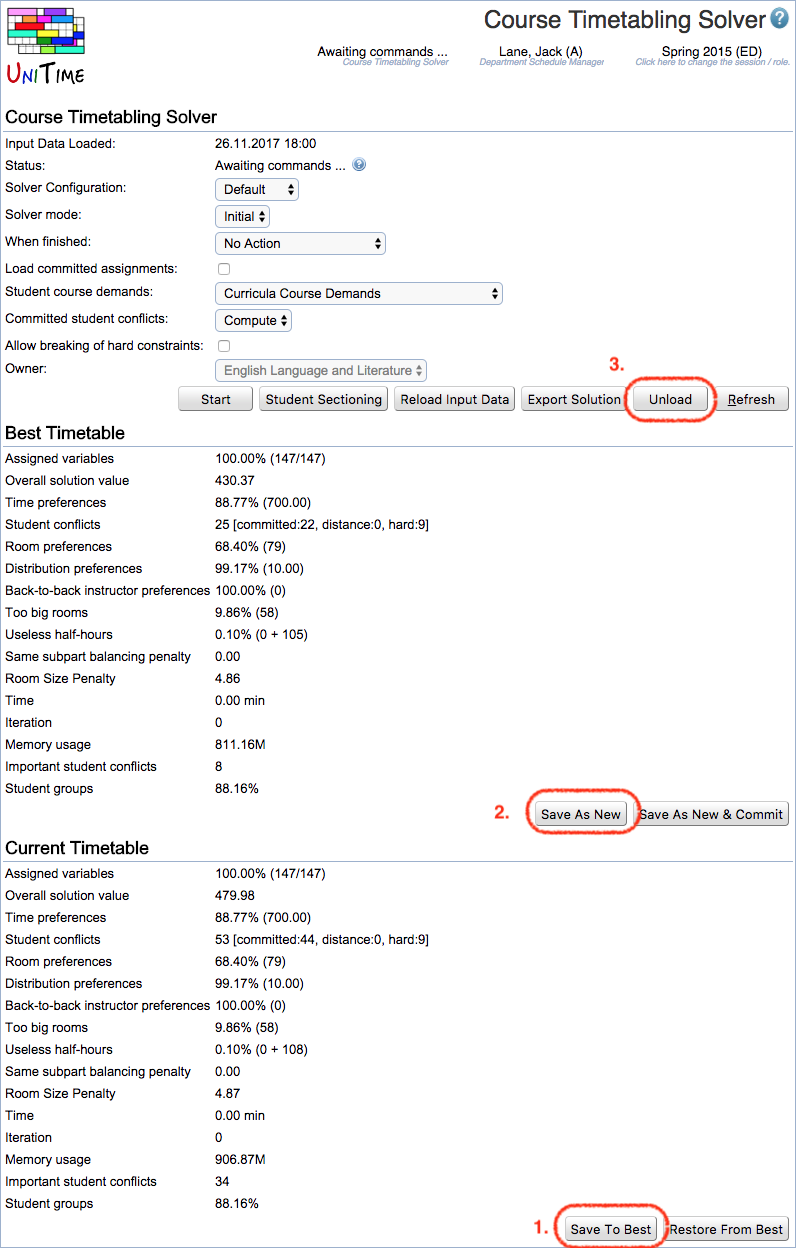 Course Timetabling Solver ?
UNITIME
Awaiting commands ... Lane, Jack (A) Spring 2015 (ED)
Course Timetabling Solver Department Schedule Manager Click here to change the session / role.
Course Timetabling Solver
Input Data Loaded: 26.11.2017 18:00
Status: Awaiting commands ... ?
Solver Configuration: Default
Solver mode: Initial
When finished: No Action
Load committed assignments:
Student course demands: Curricula Course Demands
Committed student conflicts: Compute
Allow breaking of hard constraints:
Owner: English Language and Literature
3.
Start Student Sectioning Reload Input Data Export Solution Unload Refresh
Best Timetable
Assigned variables 100.00% (147/147)
Overall solution value 430.37
Time preferences 88.77% (700.00)
Student conflicts 25 [committed:22, distance:0, hard:9]
Room preferences 68.40% (79)
Distribution preferences 99.17% (10.00)
Back-to-back instructor preferences 100.00% (0)
Too big rooms 9.86% (58)
Useless half-hours 0.10% (0 + 105)
Same subpart balancing penalty 0.00
Room Size Penalty 4.86
Time 0.00 min
Iteration 0
Memory usage 811.16M
Important student conflicts 8
Student groups 88.16%
2. Save As New Save As New & Commit
Current Timetable
Assigned variables 100.00% (147/147)
Overall solution value 479.98
Time preferences 88.77% (700.00)
Student conflicts 53 [committed:44, distance:0, hard:9]
Room preferences 68.40% (79)
Distribution preferences 99.17% (10.00)
Back-to-back instructor preferences 100.00% (0)
Too big rooms 9.86% (58)
Useless half-hours 0.10% (0 + 108)
Same subpart balancing penalty 0.00
Room Size Penalty 4.87
Time 0.00 min
Iteration 0
Memory usage 906.87M
Important student conflicts 34
Student groups 88.16%
1. Save To Best Restore From Best